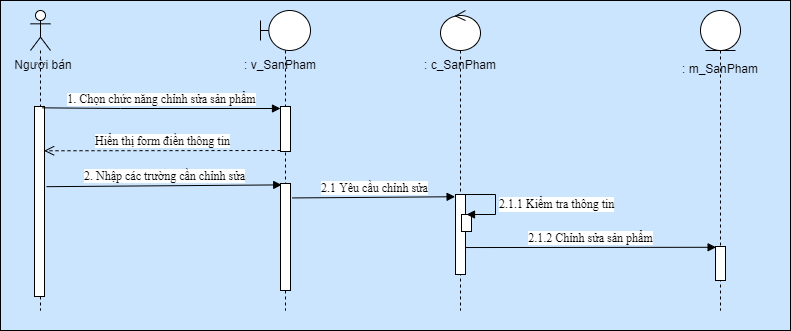 Người bán
: v_SanPham
: c_SanPham
: m_SanPham
1. Chọn chức năng chỉnh sửa sản phẩm
Hiển thị form điền thông tin
2. Nhập các trường cần chỉnh sửa
2.1 Yêu cầu chỉnh sửa
2.1.1 Kiểm tra thông tin
2.1.2 Chỉnh sửa sản phẩm